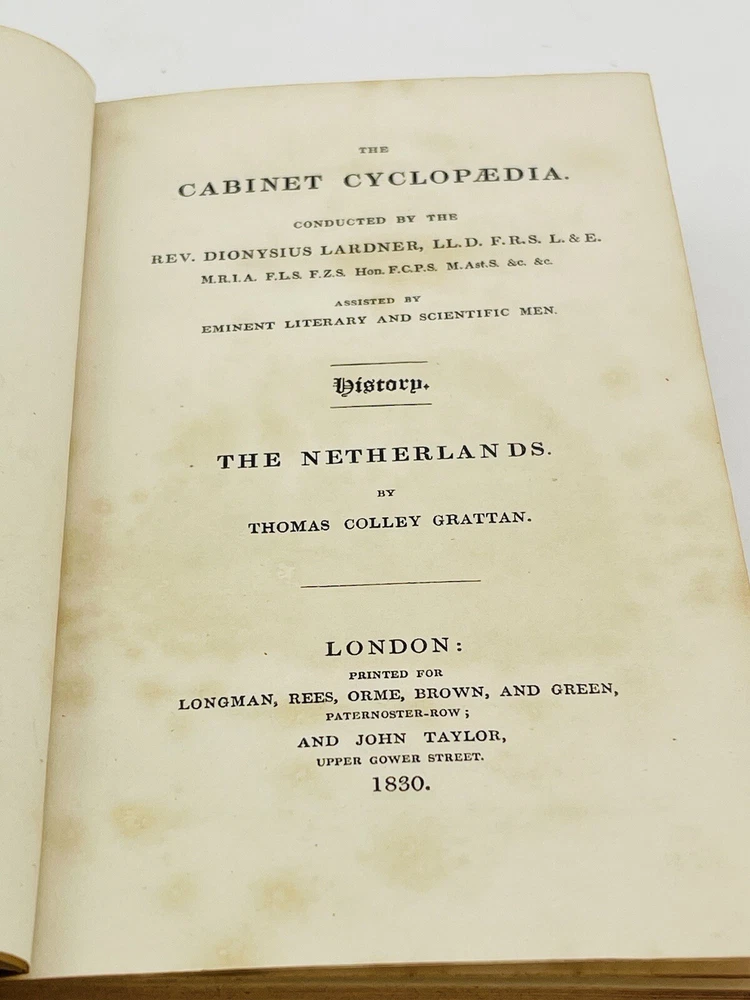 THE
CABINET CYCLOPÆDIA.
CONDUCTED BY THE
REV. DIONYSIUS LARDNER, LL.D. F.R.S. L. & E.
M.R.I.A. F.L.S. F.Z.S. Hon. F.C.P.S. M.Ast.S. &c. &c.
ASSISTED BY
EMINENT LITERARY AND SCIENTIFIC MEN.
History.
THE NETHERLANDS.
BY
THOMAS COLLEY GRATTAN.
LONDON:
PRINTED FOR
LONGMAN, REES, ORME, BROWN, AND GREEN,
PATERNOSTER-ROW;
AND JOHN TAYLOR,
UPPER GOWER STREET.
1830.